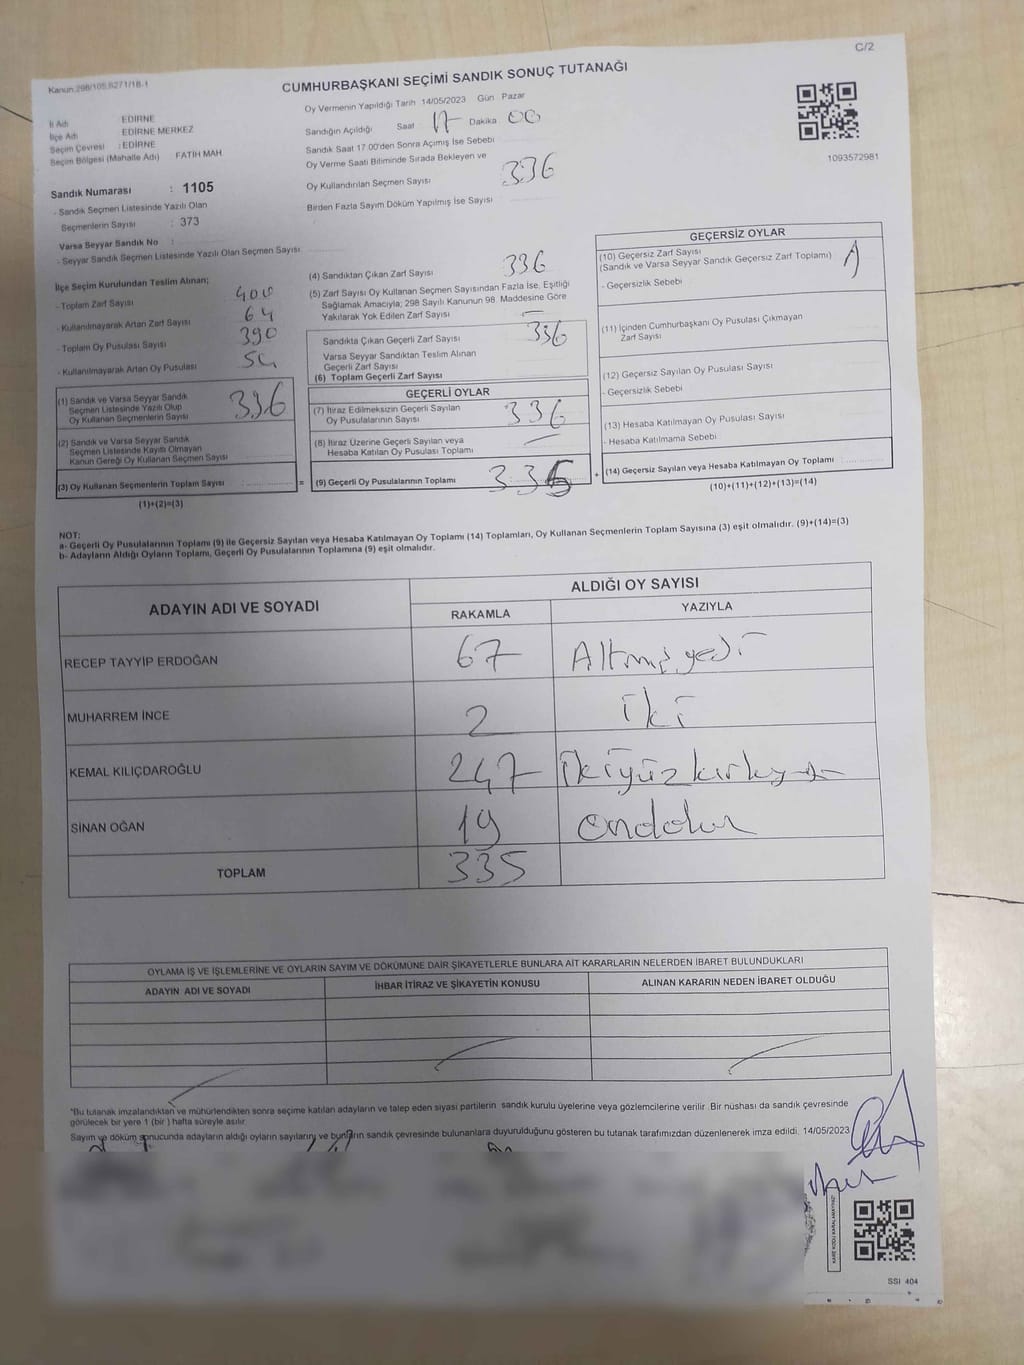 C/2
Kanun:298/105,6271/18-1
CUMHURBAŞKANI SEÇİMİ SANDIK SONUÇ TUTANAĞI
İl Adı : EDİRNE
İlçe Adı : EDİRNE MERKEZ
Seçim Çevresi : EDİRNE
Seçim Bölgesi (Mahalle Adı) FATİH MAH
Sandık Numarası : 1105
- Sandık Seçmen Listesinde Yazılı Olan
Seçmenlerin Sayısı : 373
Varsa Seyyar Sandık No :
- Seyyar Sandık Seçmen Listesinde Yazılı Olan Seçmen Sayısı
Oy Vermenin Yapıldığı Tarih 14/05/2023 Gün Pazar
Sandığın Açıldığı Saat 17 Dakika 00
Sandık Saat 17.00'den Sonra Açılmış İse Sebebi
Oy Verme Saati Bitiminde Sırada Bekleyen ve
Oy Kullandırılan Seçmen Sayısı 336
Birden Fazla Sayım Döküm Yapılmış İse Sayısı
1093572981
İlçe Seçim Kurulundan Teslim Alınan;
- Toplam Zarf Sayısı 400
- Kullanılmayarak Artan Zarf Sayısı 64
- Toplam Oy Pusulası Sayısı 390
- Kullanılmayarak Artan Oy Pusulası 54
(1) Sandık ve Varsa Seyyar Sandık
Seçmen Listesinde Yazılı Olup
Oy Kullanan Seçmenlerin Sayısı 336
(2) Sandık ve Varsa Seyyar Sandık
Seçmen Listesinde Kayıtlı Olmayan
Kanun Gereği Oy Kullanan Seçmen Sayısı
(3) Oy Kullanan Seçmenlerin Toplam Sayısı : =
(1)+(2)=(3)
(4) Sandıktan Çıkan Zarf Sayısı 336
(5) Zarf Sayısı Oy Kullanan Seçmen Sayısından Fazla İse, Eşitliği
Sağlamak Amacıyla; 298 Sayılı Kanunun 98. Maddesine Göre
Yakılarak Yok Edilen Zarf Sayısı
Sandıkta Çıkan Geçerli Zarf Sayısı 336
Varsa Seyyar Sandıktan Teslim Alınan
Geçerli Zarf Sayısı
(6) Toplam Geçerli Zarf Sayısı
GEÇERLİ OYLAR
(7) İtiraz Edilmeksizin Geçerli Sayılan
Oy Pusulalarının Sayısı 336
(8) İtiraz Üzerine Geçerli Sayılan veya
Hesaba Katılan Oy Pusulası Toplamı
(9) Geçerli Oy Pusulalarının Toplamı +
GEÇERSİZ OYLAR
(10) Geçersiz Zarf Sayısı
(Sandık ve Varsa Seyyar Sandık Geçersiz Zarf Toplamı)
- Geçersizlik Sebebi
(11) İçinden Cumhurbaşkanı Oy Pusulası Çıkmayan
Zarf Sayısı
(12) Geçersiz Sayılan Oy Pusulası Sayısı
- Geçersizlik Sebebi
(13) Hesaba Katılmayan Oy Pusulası Sayısı
- Hesaba Katılmama Sebebi
(14) Geçersiz Sayılan veya Hesaba Katılmayan Oy Toplamı :
(10)+(11)+(12)+(13)=(14)
NOT:
a- Geçerli Oy Pusulalarının Toplamı (9) ile Geçersiz Sayılan veya Hesaba Katılmayan Oy Toplamı (14) Toplamları, Oy Kullanan Seçmenlerin Toplam Sayısına (3) eşit olmalıdır. (9)+(14)=(3)
b- Adayların Aldığı Oyların Toplamı, Geçerli Oy Pusulalarının Toplamına (9) eşit olmalıdır.
ADAYIN ADI VE SOYADI
ALDIĞI OY SAYISI
RAKAMLA YAZIYLA
RECEP TAYYİP ERDOĞAN 67 Altmışyedi
MUHARREM İNCE 2 iki
KEMAL KILIÇDAROĞLU 247
SİNAN OĞAN 19
TOPLAM 335
OYLAMA İŞ VE İŞLEMLERİNE VE OYLARIN SAYIM VE DÖKÜMÜNE DAİR ŞİKAYETLERLE BUNLARA AİT KARARLARIN NELERDEN İBARET BULUNDUKLARI
ADAYIN ADI VE SOYADI İHBAR İTİRAZ VE ŞİKAYETİN KONUSU ALINAN KARARIN NEDEN İBARET OLDUĞU
"Bu tutanak imzalandıktan ve mühürlendikten sonra seçime katılan adayların ve talep eden siyasi partilerin sandık kurulu üyelerine veya gözlemcilerine verilir .Bir nüshası da sandık çevresinde
görülecek bir yere 1 (bir ) hafta süreyle asılır.
Sayım ve döküm sonucunda adayların aldığı oyların sayılarını ve bunların sandık çevresinde bulunanlara duyurulduğunu gösteren bu tutanak tarafımızdan düzenlenerek imza edildi. 14/05/2023
SSI 404